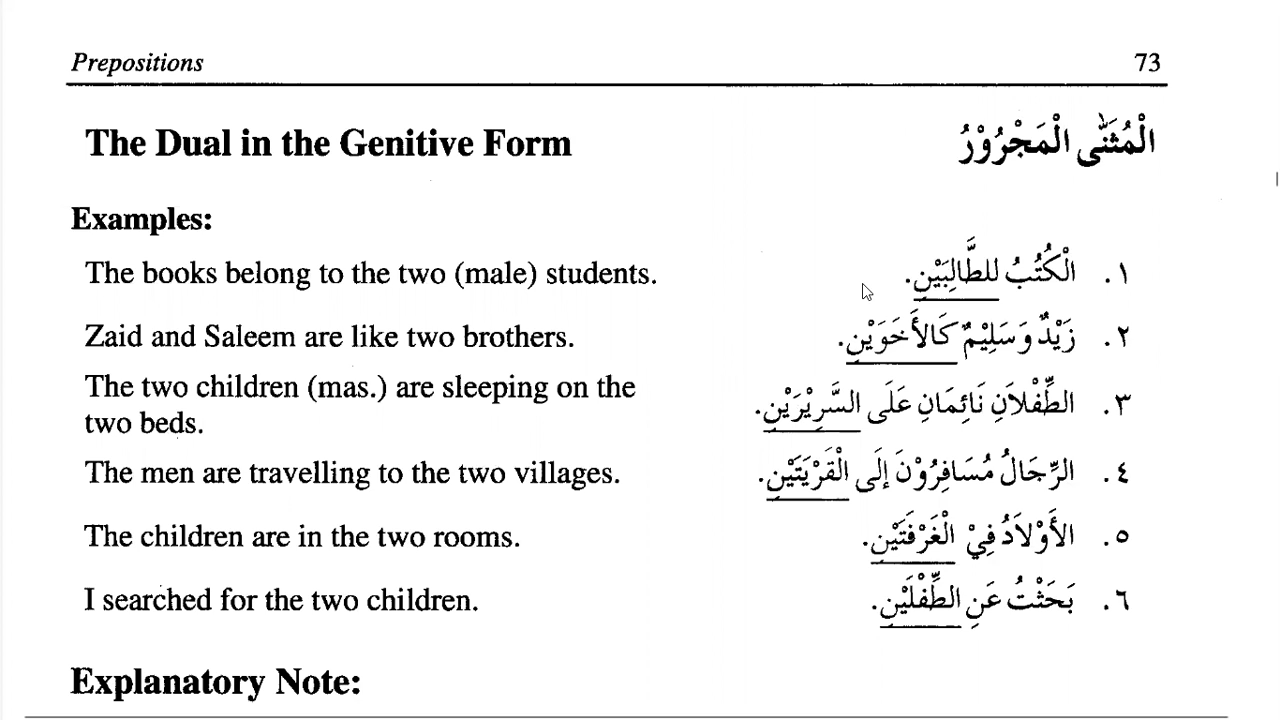 Prepositions 73
The Dual in the Genitive Form الْمُثَنّٰى الْمَجْرُوْرُ
Examples:
The books belong to the two (male) students. ١. الْكُتُبُ لِلطَّالِبَيْنِ.
Zaid and Saleem are like two brothers. ٢. زَيْدٌ وَسَلِيْمٌ كَالأَخَوَيْنِ.
The two children (mas.) are sleeping on the
two beds. ٣. الطِّفْلاَنِ نَائِمَانِ عَلَى السَّرِيْرَيْنِ.
The men are travelling to the two villages. ٤. الرِّجَالُ مُسَافِرُوْنَ إِلَى الْقَرْيَتَيْنِ.
The children are in the two rooms. ٥. الأَوْلاَدُ فِيْ الْغَرْفَتَيْنِ.
I searched for the two children. ٦. بَحَثْتُ عَنِ الطِّفْلَيْنِ.
Explanatory Note: